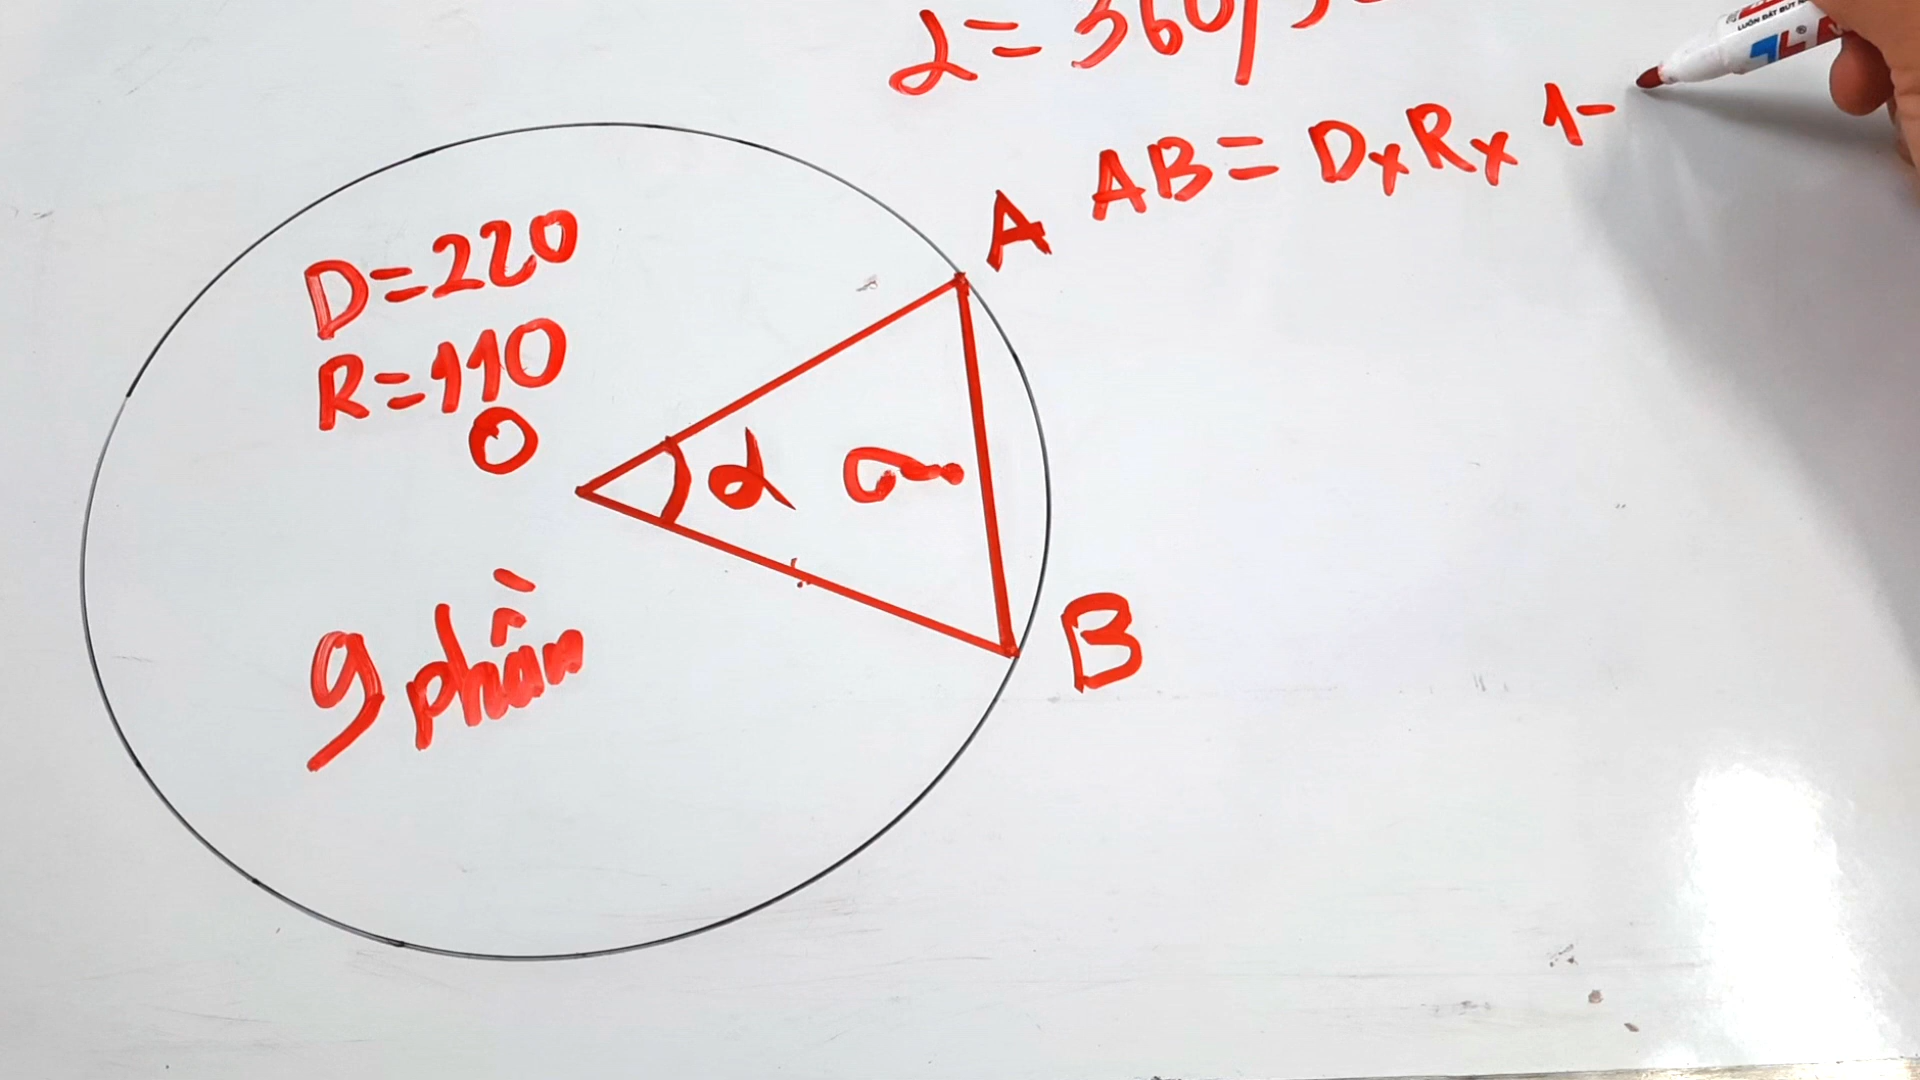 α = 360/
AB = DxRx 1-
A
D=220
R=110
O
α
a
9 phần
B